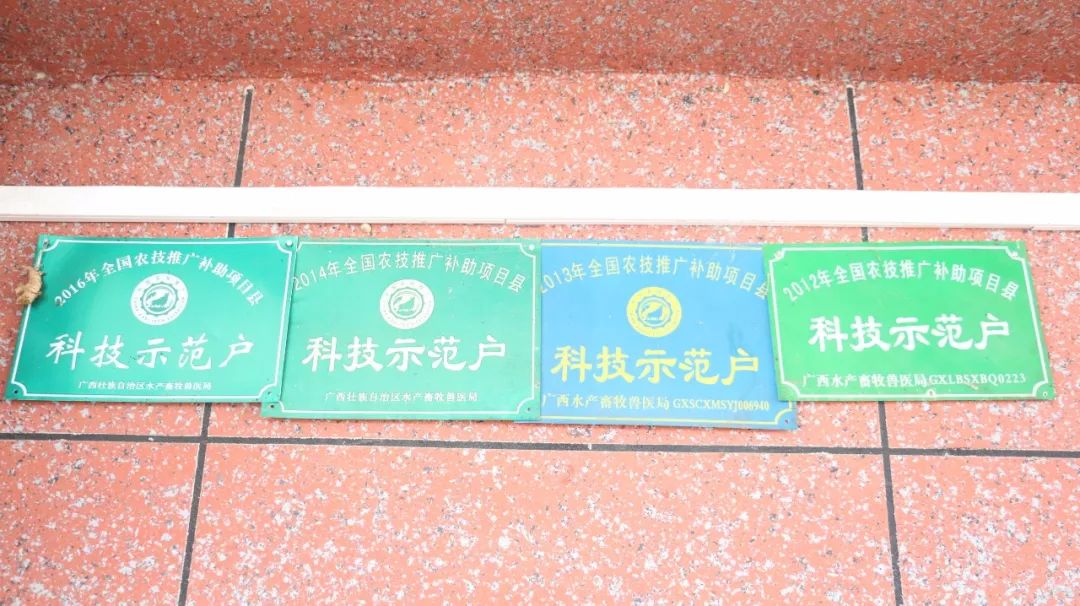 2016年全国农技推广补助项目县
科技示范户
广西壮族自治区水产畜牧兽医局
2014年全国农技推广补助项目县
科技示范户
广西壮族自治区水产畜牧兽医局
2013年全国农技推广补助项目县
科技示范户
广西水产畜牧兽医局 GXSCXMSYJ006940
2012年全国农技推广补助项目县
科技示范户
广西水产畜牧兽医局 GXLBSXBQ0223